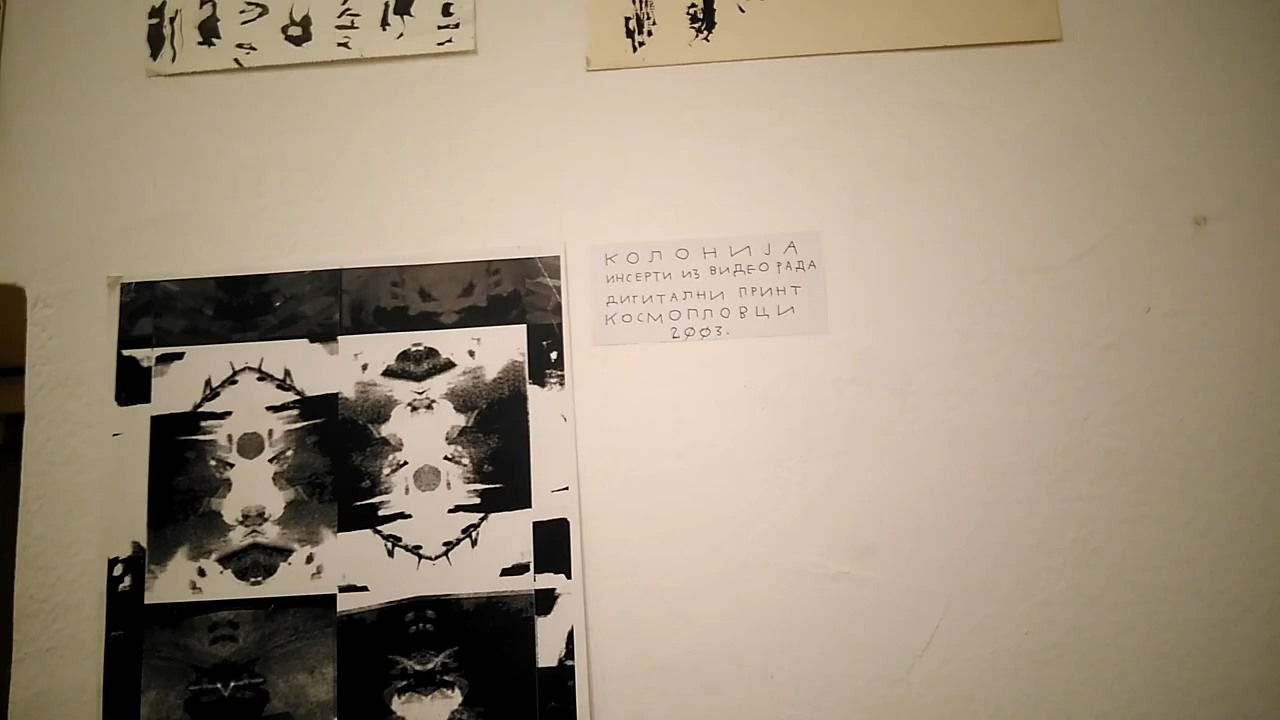 КОЛОНИЈА
ИНСЕРТИ ИЗ ВИДЕО РАДА
ДИГИТАЛНИ ПРИНТ
КОСМОПЛОВЦИ
2003.